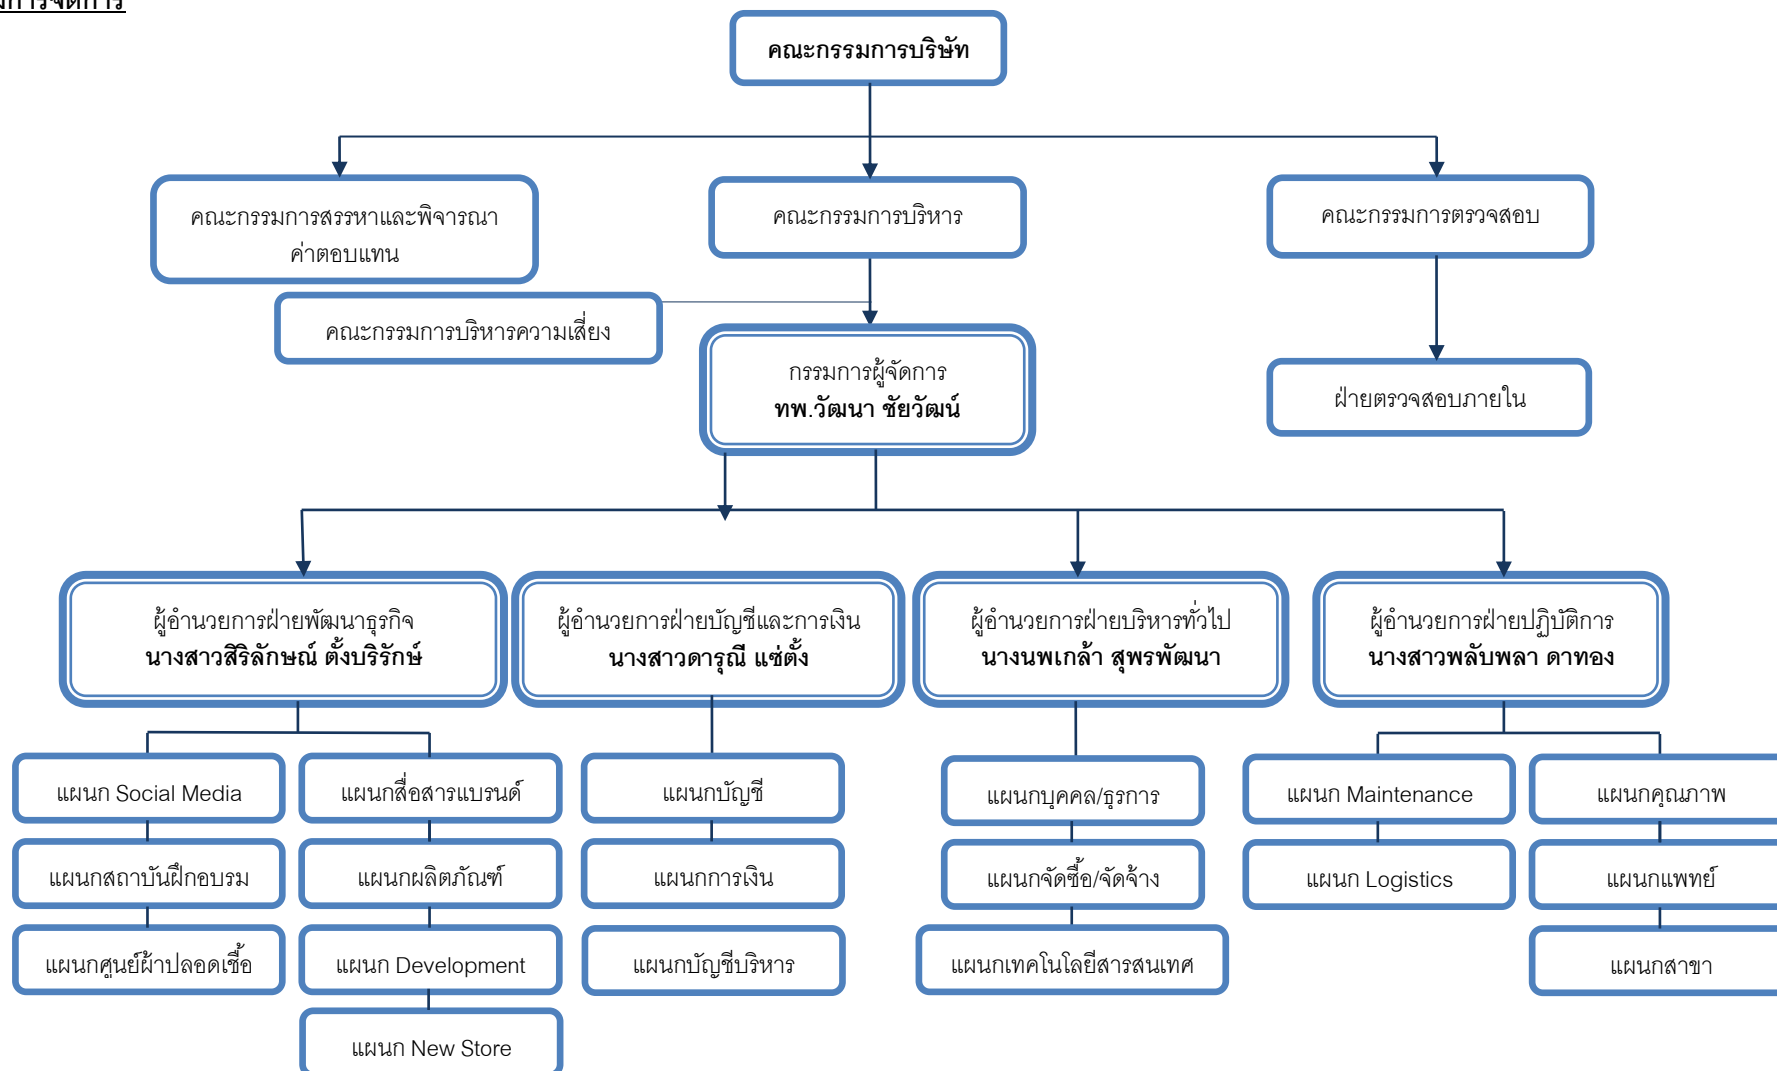 คณะกรรมการบริษัท
คณะกรรมการสรรหาและพิจารณา
ค่าตอบแทน
คณะกรรมการบริหาร
คณะกรรมการตรวจสอบ
คณะกรรมการบริหารความเสี่ยง
กรรมการผู้จัดการ
ทพ.วัฒนา ชัยวัฒน์
ฝ่ายตรวจสอบภายใน
ผู้อำนวยการฝ่ายพัฒนาธุรกิจ
นางสาวสิริลักษณ์ ตั้งบริรักษ์
ผู้อำนวยการฝ่ายบัญชีและการเงิน
นางสาวดารุณี แซ่ตั้ง
ผู้อำนวยการฝ่ายบริหารทั่วไป
นางนพเกล้า สุพรพัฒนา
ผู้อำนวยการฝ่ายปฏิบัติการ
นางสาวพลับพลา ดาทอง
แผนก Social Media
แผนกสื่อสารแบรนด์
แผนกบัญชี
แผนกบุคคล/ธุรการ
แผนก Maintenance
แผนกคุณภาพ
แผนกสถาบันฝึกอบรม
แผนกผลิตภัณฑ์
แผนกการเงิน
แผนกจัดซื้อ/จัดจ้าง
แผนก Logistics
แผนกแพทย์
แผนกศูนย์ผ้าปลอดเชื้อ
แผนก Development
แผนกบัญชีบริหาร
แผนกเทคโนโลยีสารสนเทศ
แผนกสาขา
แผนก New Store